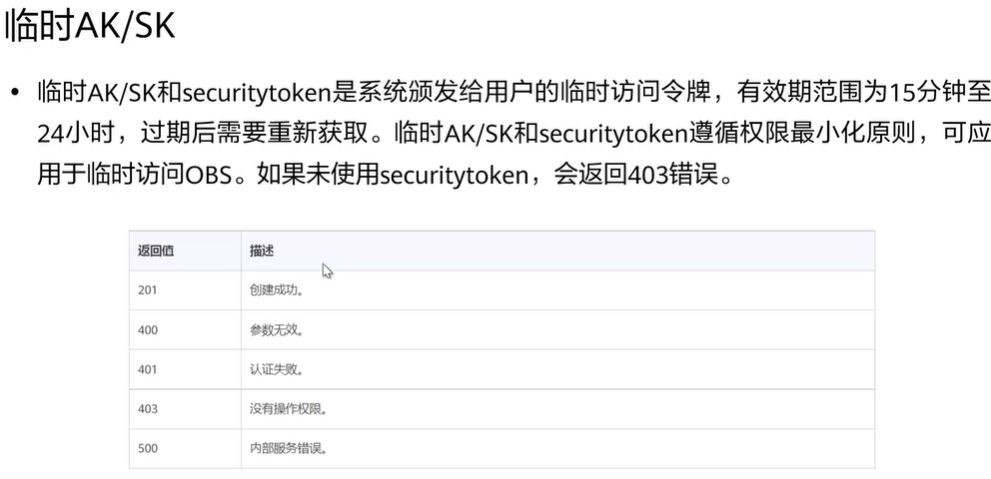 临时AK/SK
• 临时AK/SK和securitytoken是系统颁发给用户的临时访问令牌，有效期范围为15分钟至
24小时，过期后需要重新获取。临时AK/SK和securitytoken遵循权限最小化原则，可应
用于临时访问OBS。如果未使用securitytoken，会返回403错误。
返回值 描述
201 创建成功。
400 参数无效。
401 认证失败。
403 没有操作权限。
500 内部服务错误。